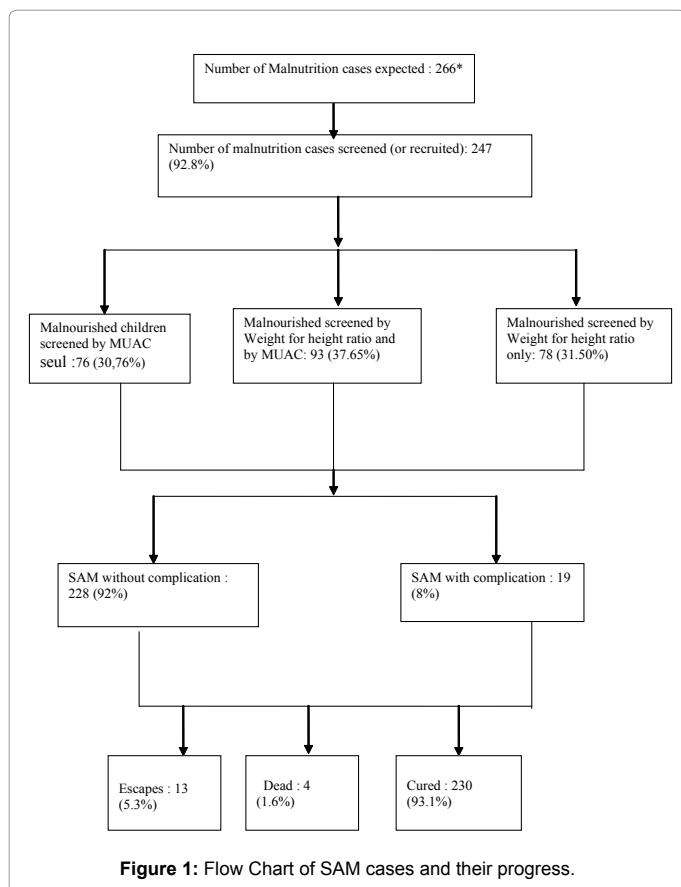 Number of Malnutrition cases expected : 266*
Number of malnutrition cases screened (or recruited): 247
(92.8%)
Malnourished children
screened by MUAC
seul :76 (30,76%)
Malnourished screened by
Weight for height ratio and
by MUAC: 93 (37.65%)
Malnourished screened by
Weight for height ratio
only: 78 (31.50%)
SAM without complication :
228 (92%)
SAM with complication : 19
(8%)
Escapes : 13
(5.3%)
Dead : 4
(1.6%)
Cured : 230
(93.1%)
Figure 1: Flow Chart of SAM cases and their progress.